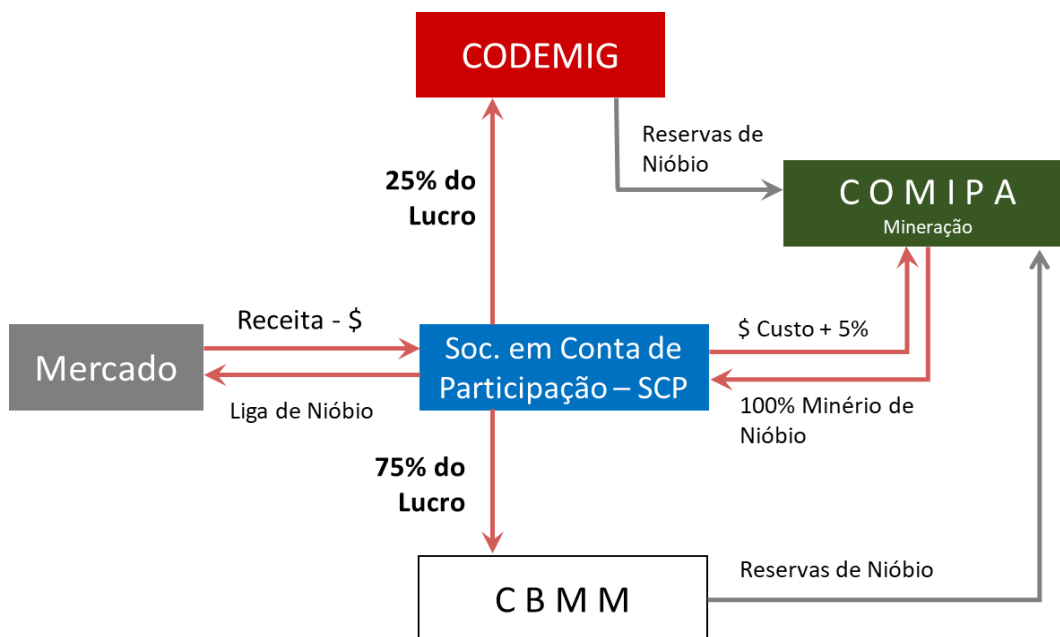 CODEMIG
Reservas de
Nióbio
25% do
Lucro
C O M I P A
Mineração
Receita - $
Mercado
Liga de Nióbio
Soc. em Conta de
Participação – SCP
$ Custo + 5%
100% Minério de
Nióbio
75% do
Lucro
Reservas de Nióbio
C B M M